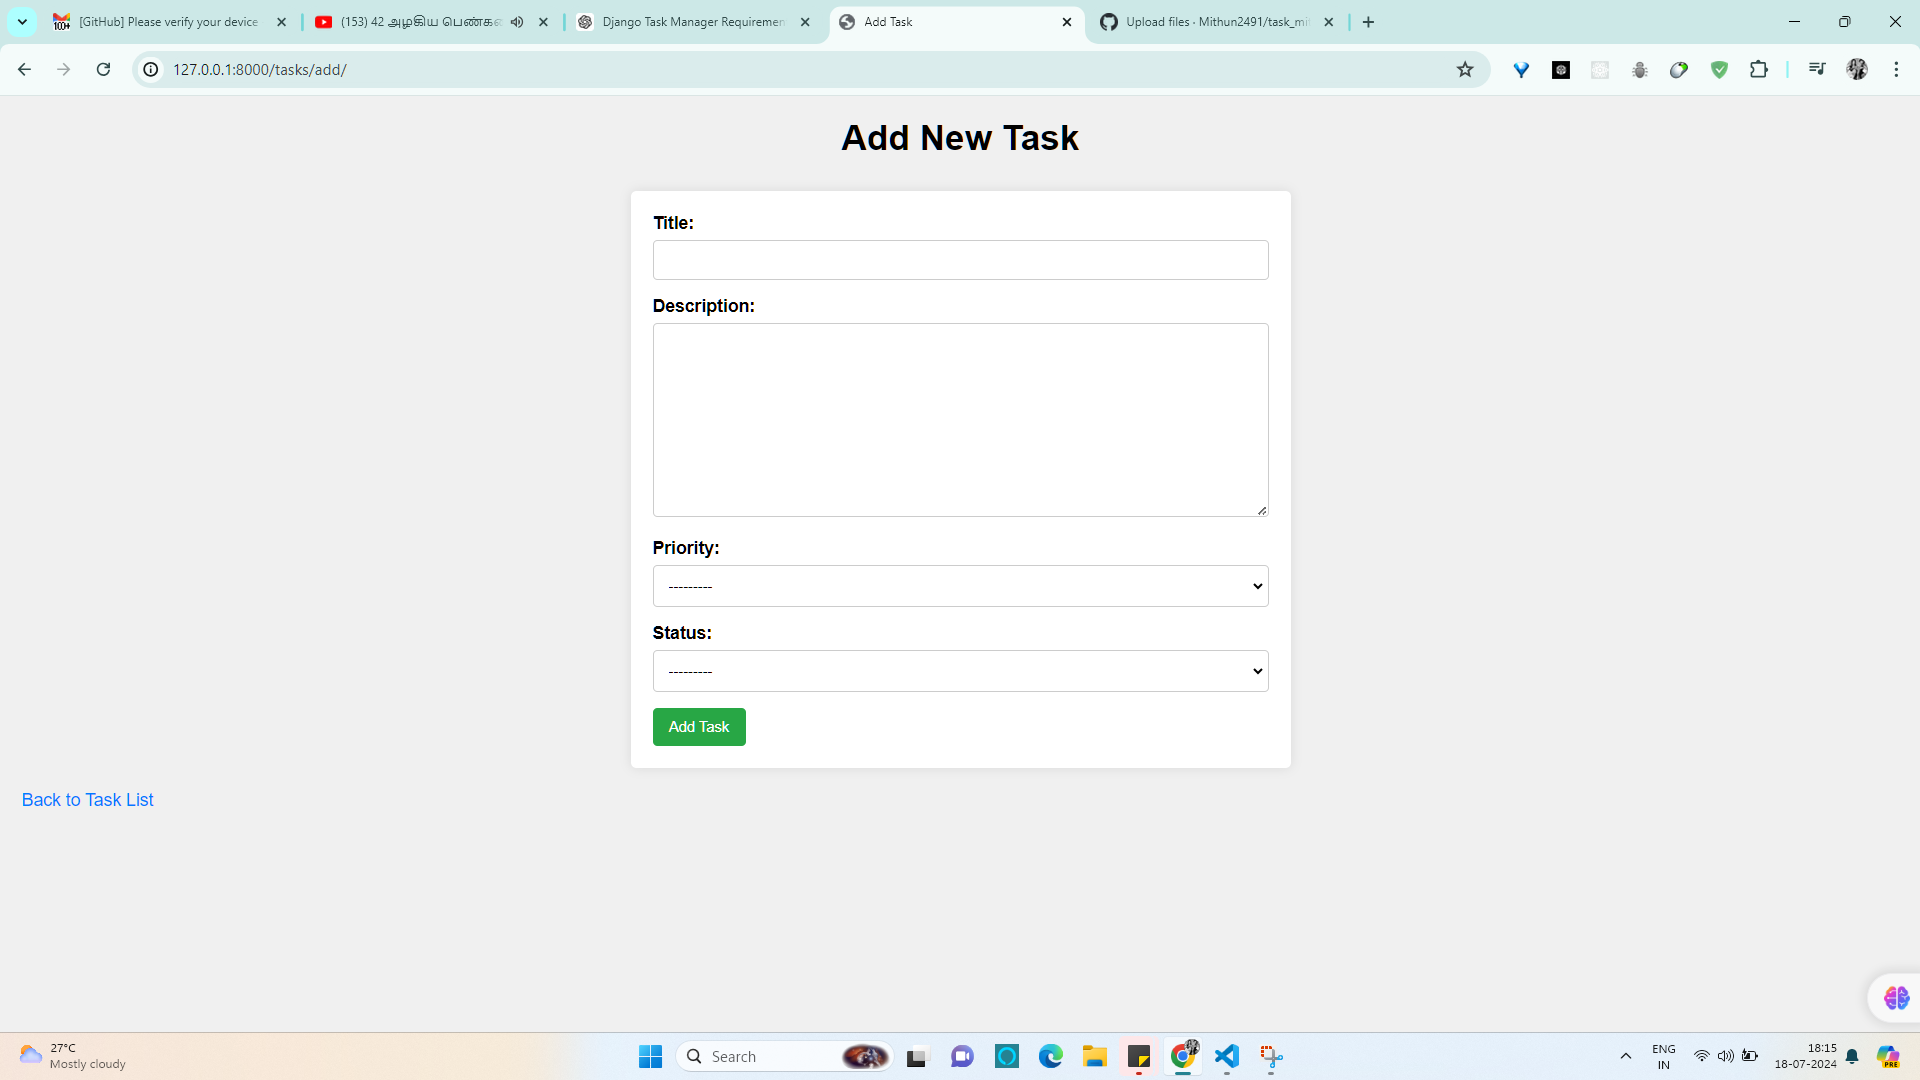 [GitHub] Please verify your device
(153) 42 அழகிய பெண்கள
Django Task Manager Requiremen
Add Task
Upload files · Mithun2491/task_mi
127.0.0.1:8000/tasks/add/
Add New Task
Title:
Description:
Priority:
---------
Status:
---------
Add Task
Back to Task List
27°C
Mostly cloudy
Search
ENG
IN
18:15
18-07-2024